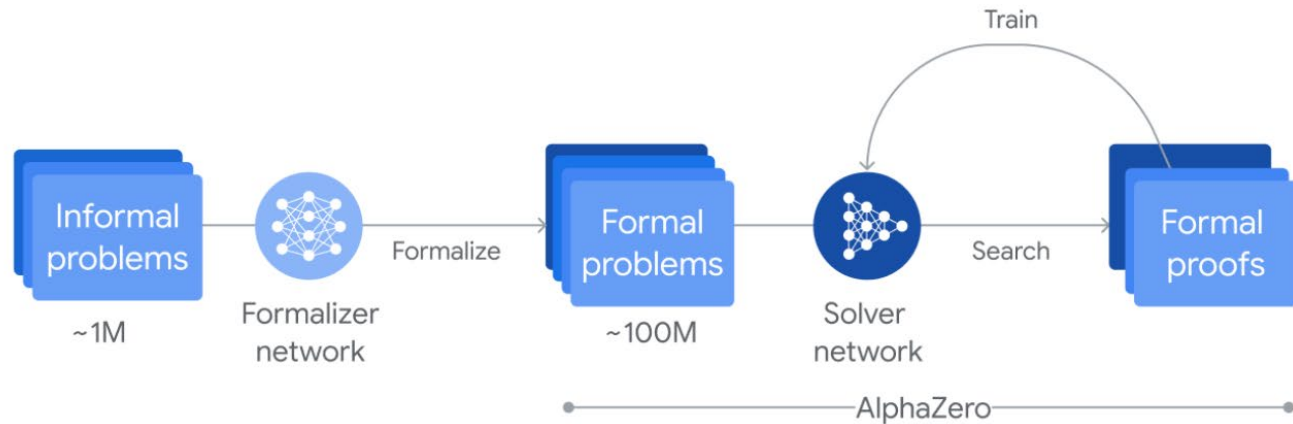 Train
Informal
problems
Formalize
Formal
problems
Search
Formal
proofs
~1M
Formalizer
network
~100M
Solver
network
AlphaZero